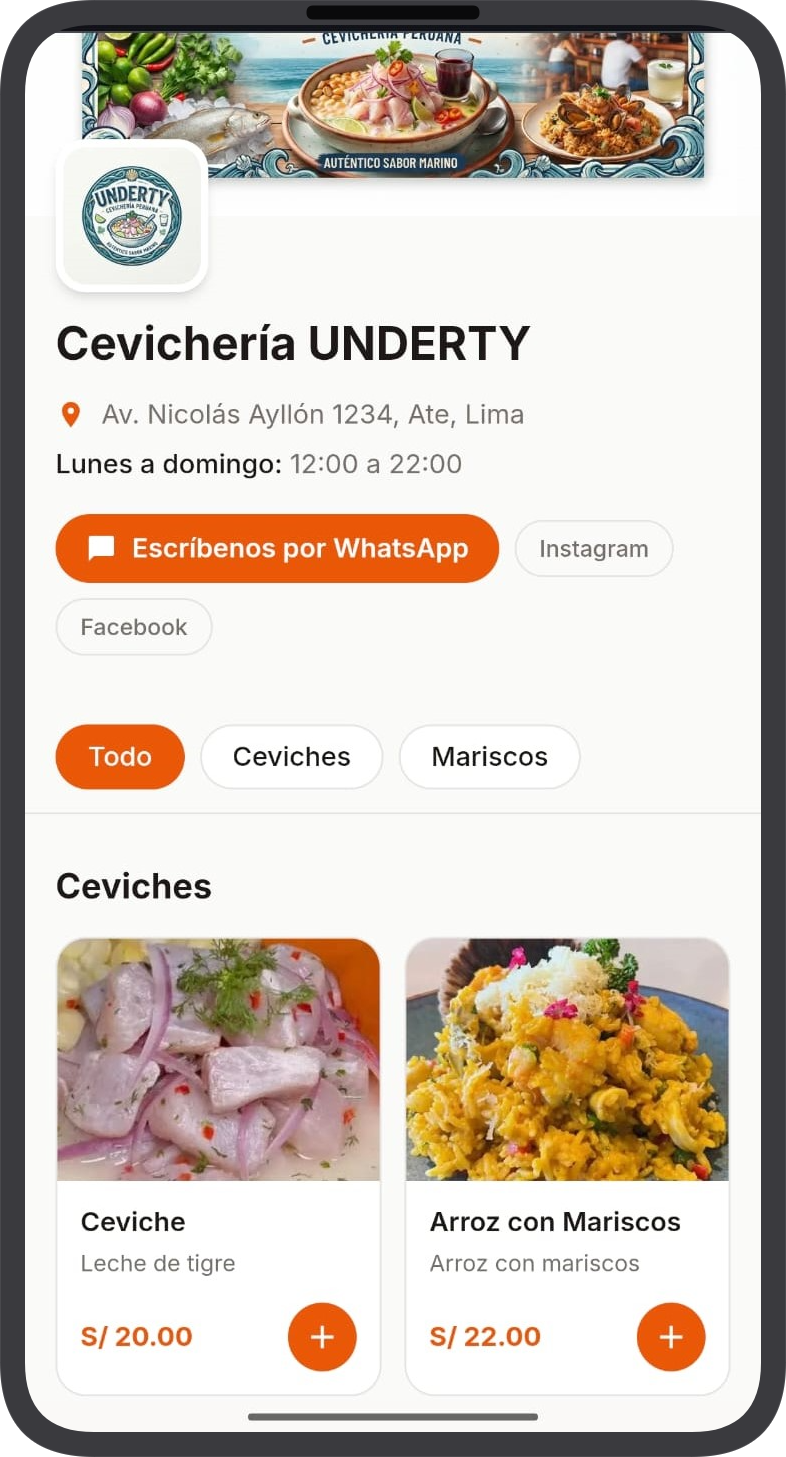 CEVICHERÍA PERUANA
AUTÉNTICO SABOR MARINO
UNDERTY
CEVICHERÍA PERUANA
AUTÉNTICO SABOR MARINO
Cevichería UNDERTY
Av. Nicolás Ayllón 1234, Ate, Lima
Lunes a domingo: 12:00 a 22:00
Escríbenos por WhatsApp
Instagram
Facebook
Todo
Ceviches
Mariscos
Ceviches
Ceviche
Leche de tigre
S/ 20.00
+
Arroz con Mariscos
Arroz con mariscos
S/ 22.00
+